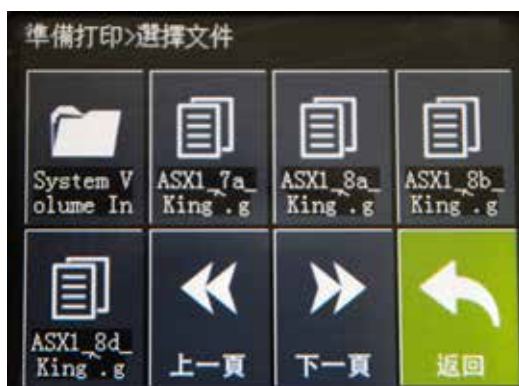 準備打印>選擇文件
System V
olume In
ASX1_7a_
King^.g
ASX1_8a_
King^.g
ASX1_8b_
King^.g
ASX1_8d_
King^.g
上一頁
下一頁
返回